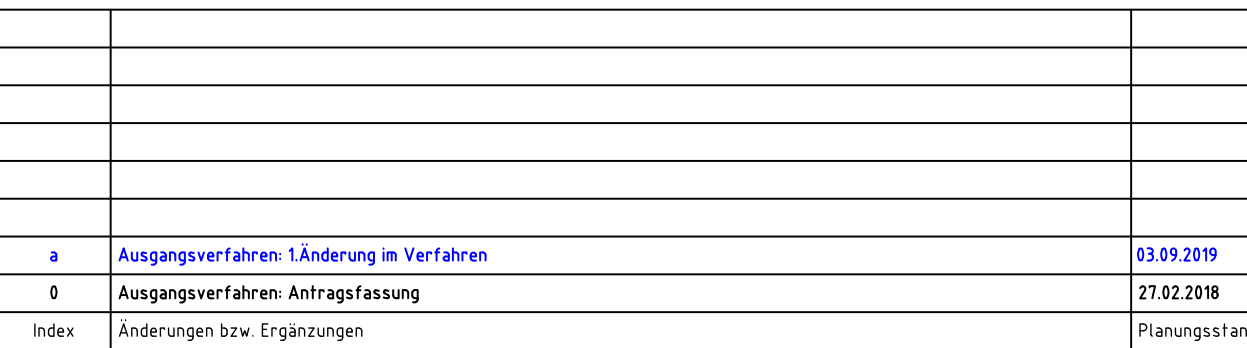 a Ausgangsverfahren: 1.Änderung im Verfahren 03.09.2019
0 Ausgangsverfahren: Antragsfassung 27.02.2018
Index Änderungen bzw. Ergänzungen Planungsstan